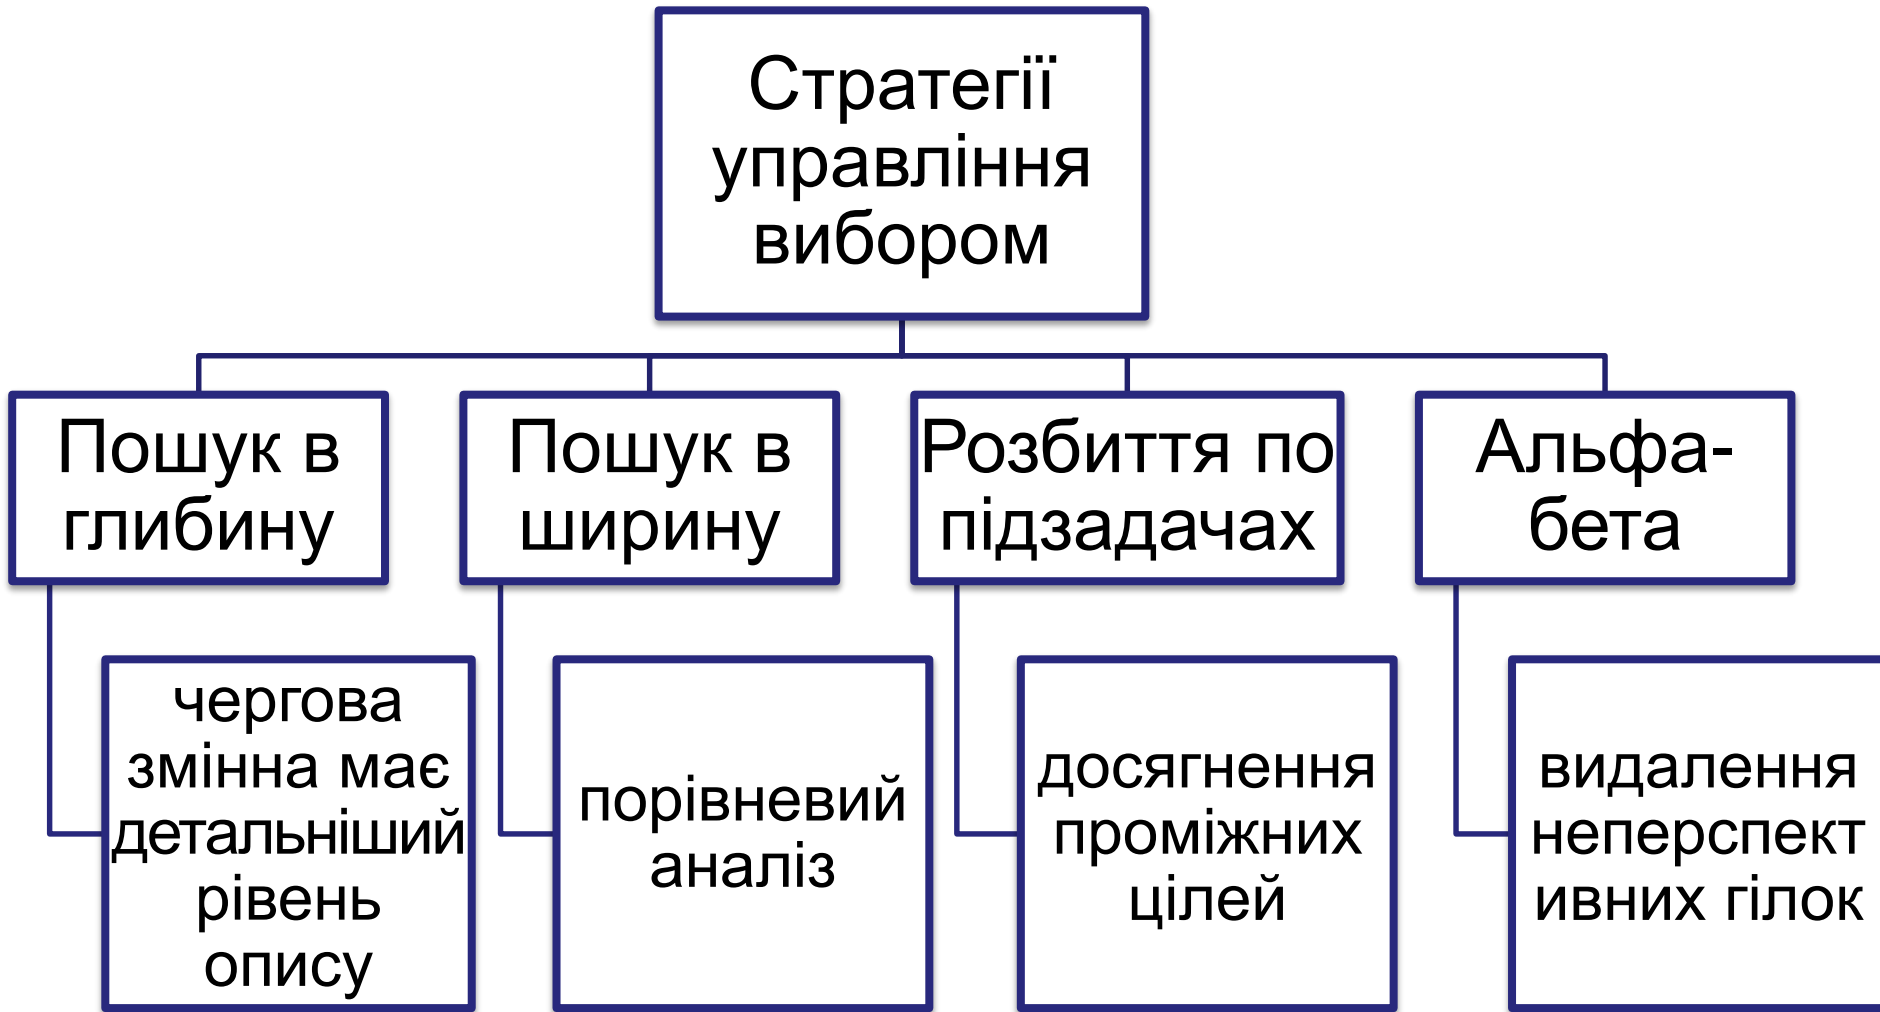 Стратегії
управління
вибором
Пошук в
глибину
Пошук в
ширину
Розбиття по
підзадачах
Альфа-
бета
чергова
змінна має
детальніший
рівень
опису
порівневий
аналіз
досягнення
проміжних
цілей
видалення
неперспект
ивних гілок